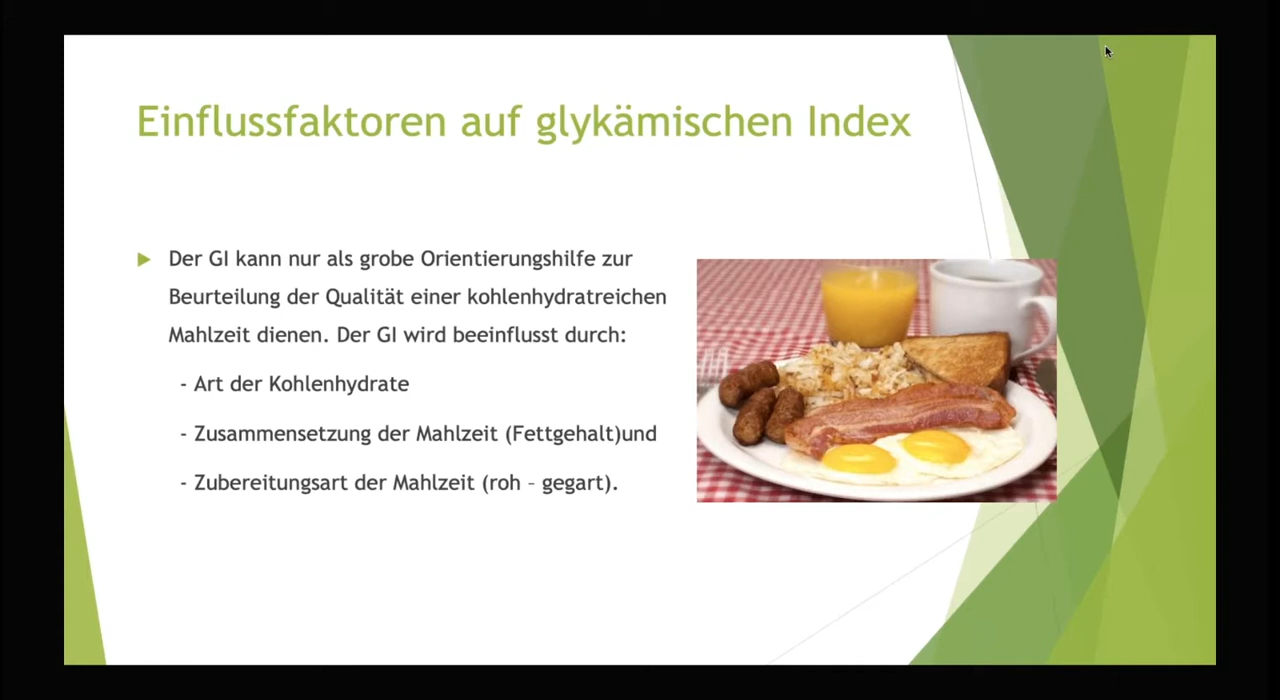 Einflussfaktoren auf glykämischen Index
Der GI kann nur als grobe Orientierungshilfe zur
Beurteilung der Qualität einer kohlenhydratreichen
Mahlzeit dienen. Der GI wird beeinflusst durch:
- Art der Kohlenhydrate
- Zusammensetzung der Mahlzeit (Fettgehalt)und
- Zubereitungsart der Mahlzeit (roh – gegart).